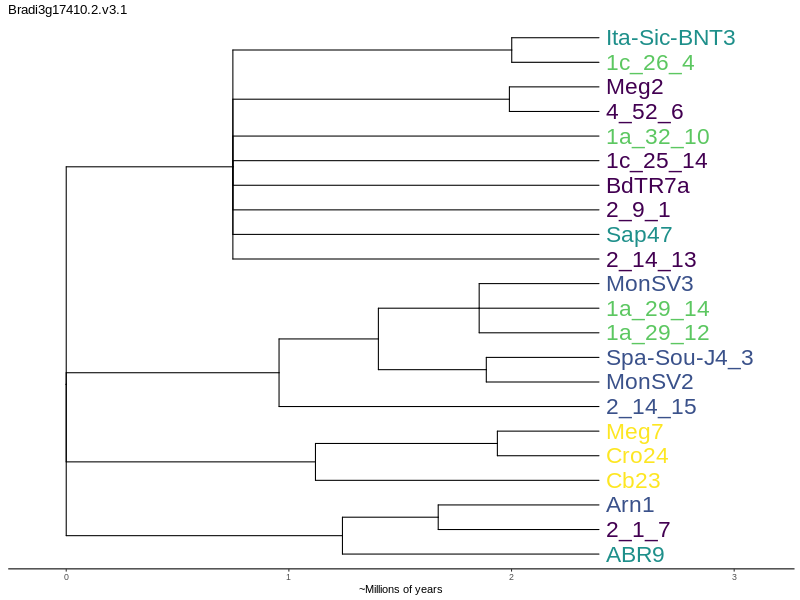 Bradi3g17410.2.v3.1
Ita-Sic-BNT3
1c_26_4
Meg2
4_52_6
1a_32_10
1c_25_14
BdTR7a
2_9_1
Sap47
2_14_13
MonSV3
1a_29_14
1a_29_12
Spa-Sou-J4_3
MonSV2
2_14_15
Meg7
Cro24
Cb23
Arn1
2_1_7
ABR9
0 1 2 3
~Millions of years